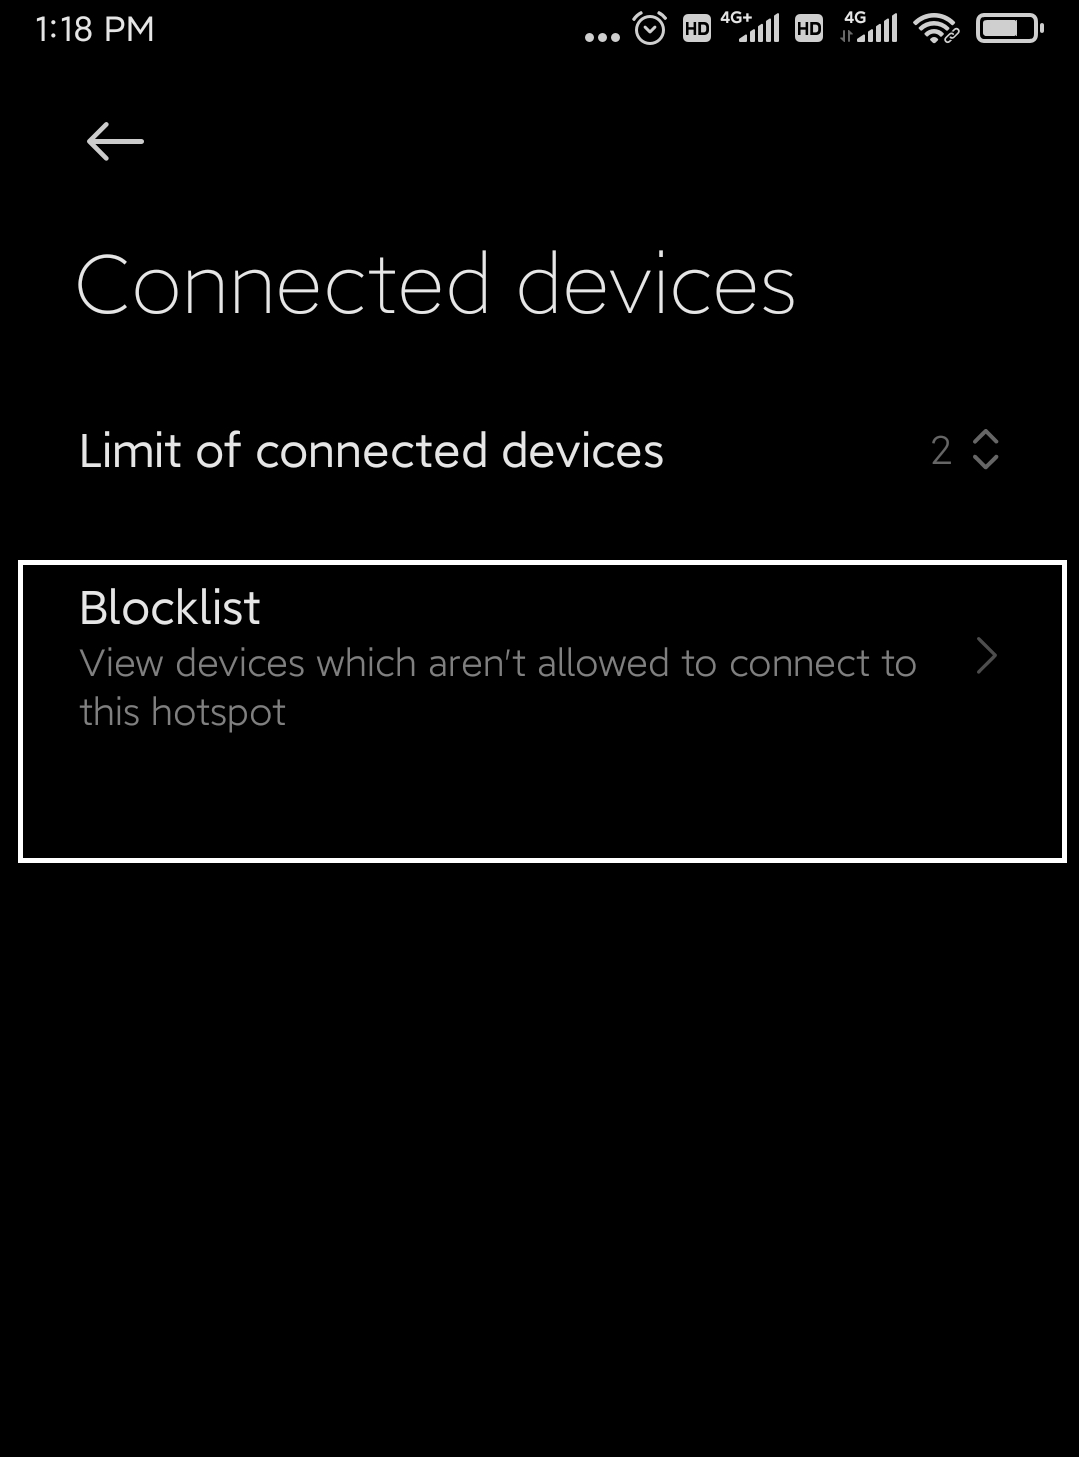 1:18 PM
HD 4G+ HD 4G
Connected devices
Limit of connected devices 2
Blocklist
View devices which aren't allowed to connect to
this hotspot